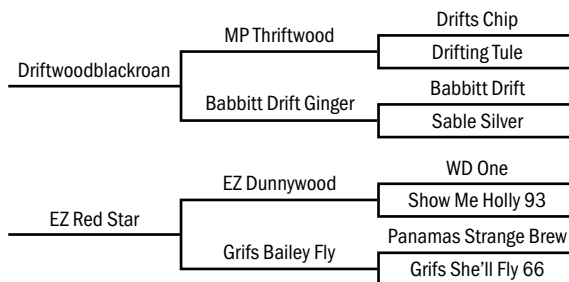 Drifts Chip
MP Thriftwood
Drifting Tule
Driftwoodblackroan
Babbitt Drift
Babbitt Drift Ginger
Sable Silver
WD One
EZ Dunnywood
Show Me Holly 93
EZ Red Star
Panamas Strange Brew
Grifs Bailey Fly
Grifs She'll Fly 66